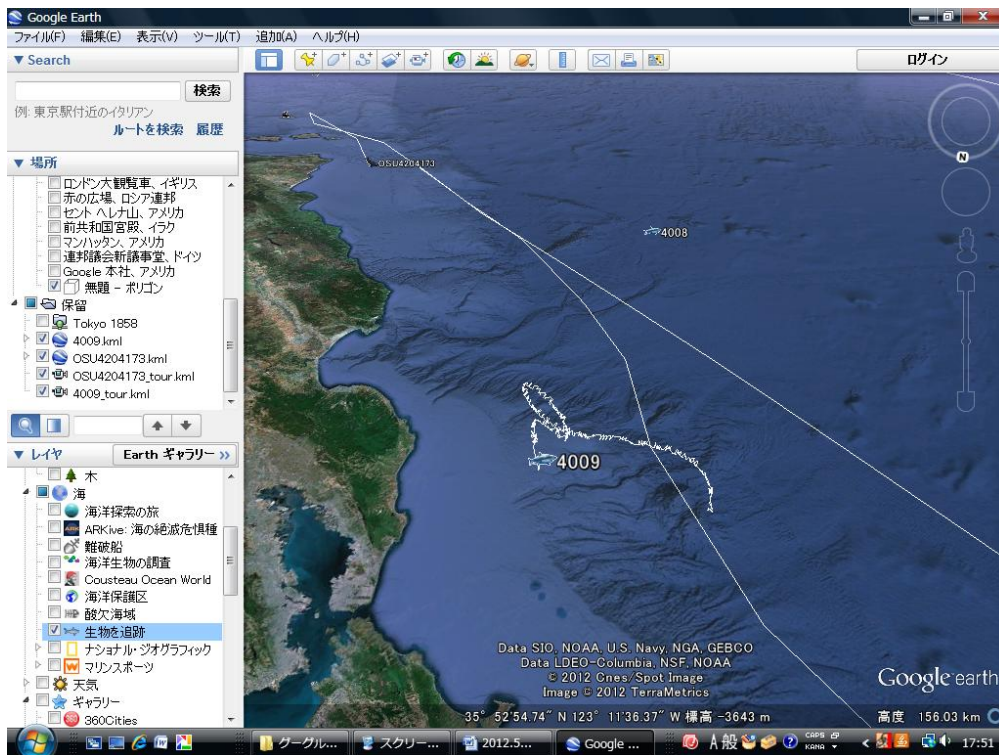 Google Earth
ファイル(F) 編集(E) 表示(V) ツール(T) 追加(A) ヘルプ(H)
▼ Search
検索
例: 東京駅付近のイタリアン
ルートを検索 履歴
▼ 場所
ロンドン大観覧車、イギリス
赤の広場、ロシア連邦
セント ヘレナ山、アメリカ
前共和国宮殿、イラク
マンハッタン、アメリカ
連邦議会新議事堂、ドイツ
Google 本社、アメリカ
無題 - ポリゴン
保留
Tokyo 1858
4009.kml
OSU4204173.kml
OSU4204173_tour.kml
4009_tour.kml
▼ レイヤ
Earth ギャラリー >>
木
海
海洋探索の旅
ARKive: 海の絶滅危惧種
難破船
海洋生物の調査
Cousteau Ocean World
海洋保護区
酸欠海域
生物を追跡
ナショナル・ジオグラフィック
マリンスポーツ
天気
ギャラリー
360Cities
ログイン
N
OSU4204173
4008
4009
Data SIO, NOAA, U.S. Navy, NGA, GEBCO
Data LDEO-Columbia, NSF, NOAA
© 2012 Cnes/Spot Image
Image © 2012 TerraMetrics
Google earth
35° 52'54.74" N 123° 11'36.37" W 標高 -3643 m
高度 156.03 km
グーグル...
スクリー...
2012.5...
Google ...
A 般
CAPS
KANA
17:51